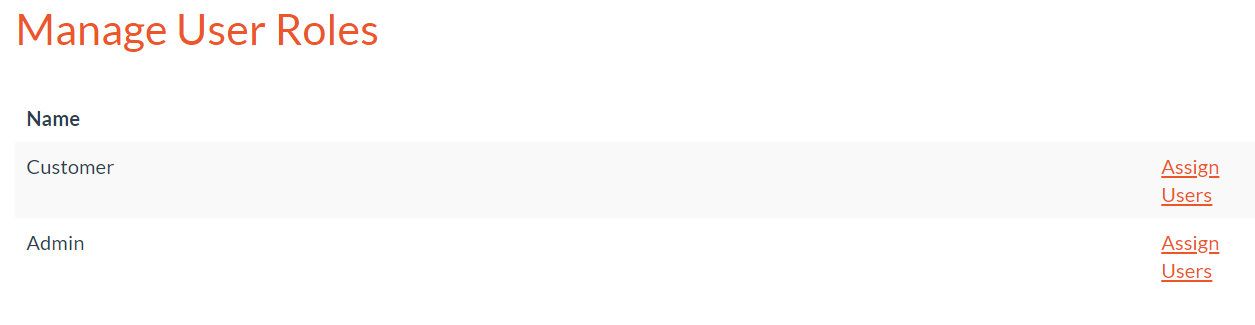 Manage User Roles
Name
Customer
Assign
Users
Admin
Assign
Users